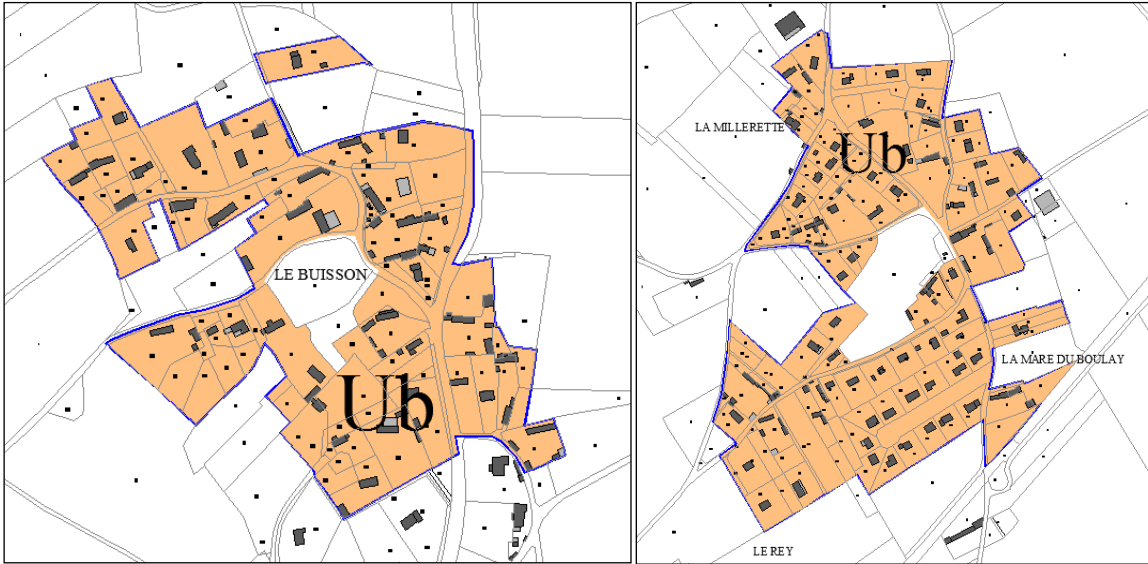 LE BUISSON
Ub
LA MILLERETTE
Ub
LA MARE DU BOULAY
LE REY